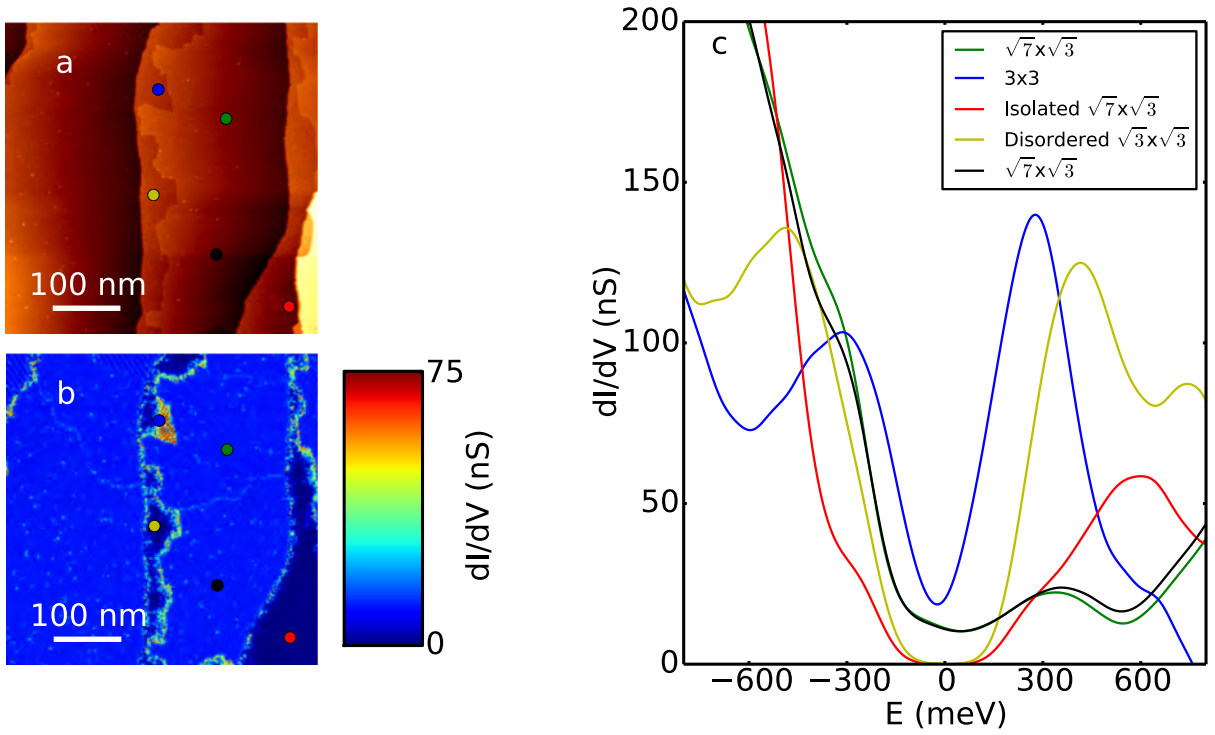 a
100 nm
b
100 nm
75
0
dI/dV (nS)
c
√7x√3
3x3
Isolated √7x√3
Disordered √3x√3
√7x√3
200
150
100
50
0
dI/dV (nS)
−600 −300 0 300 600
E (meV)